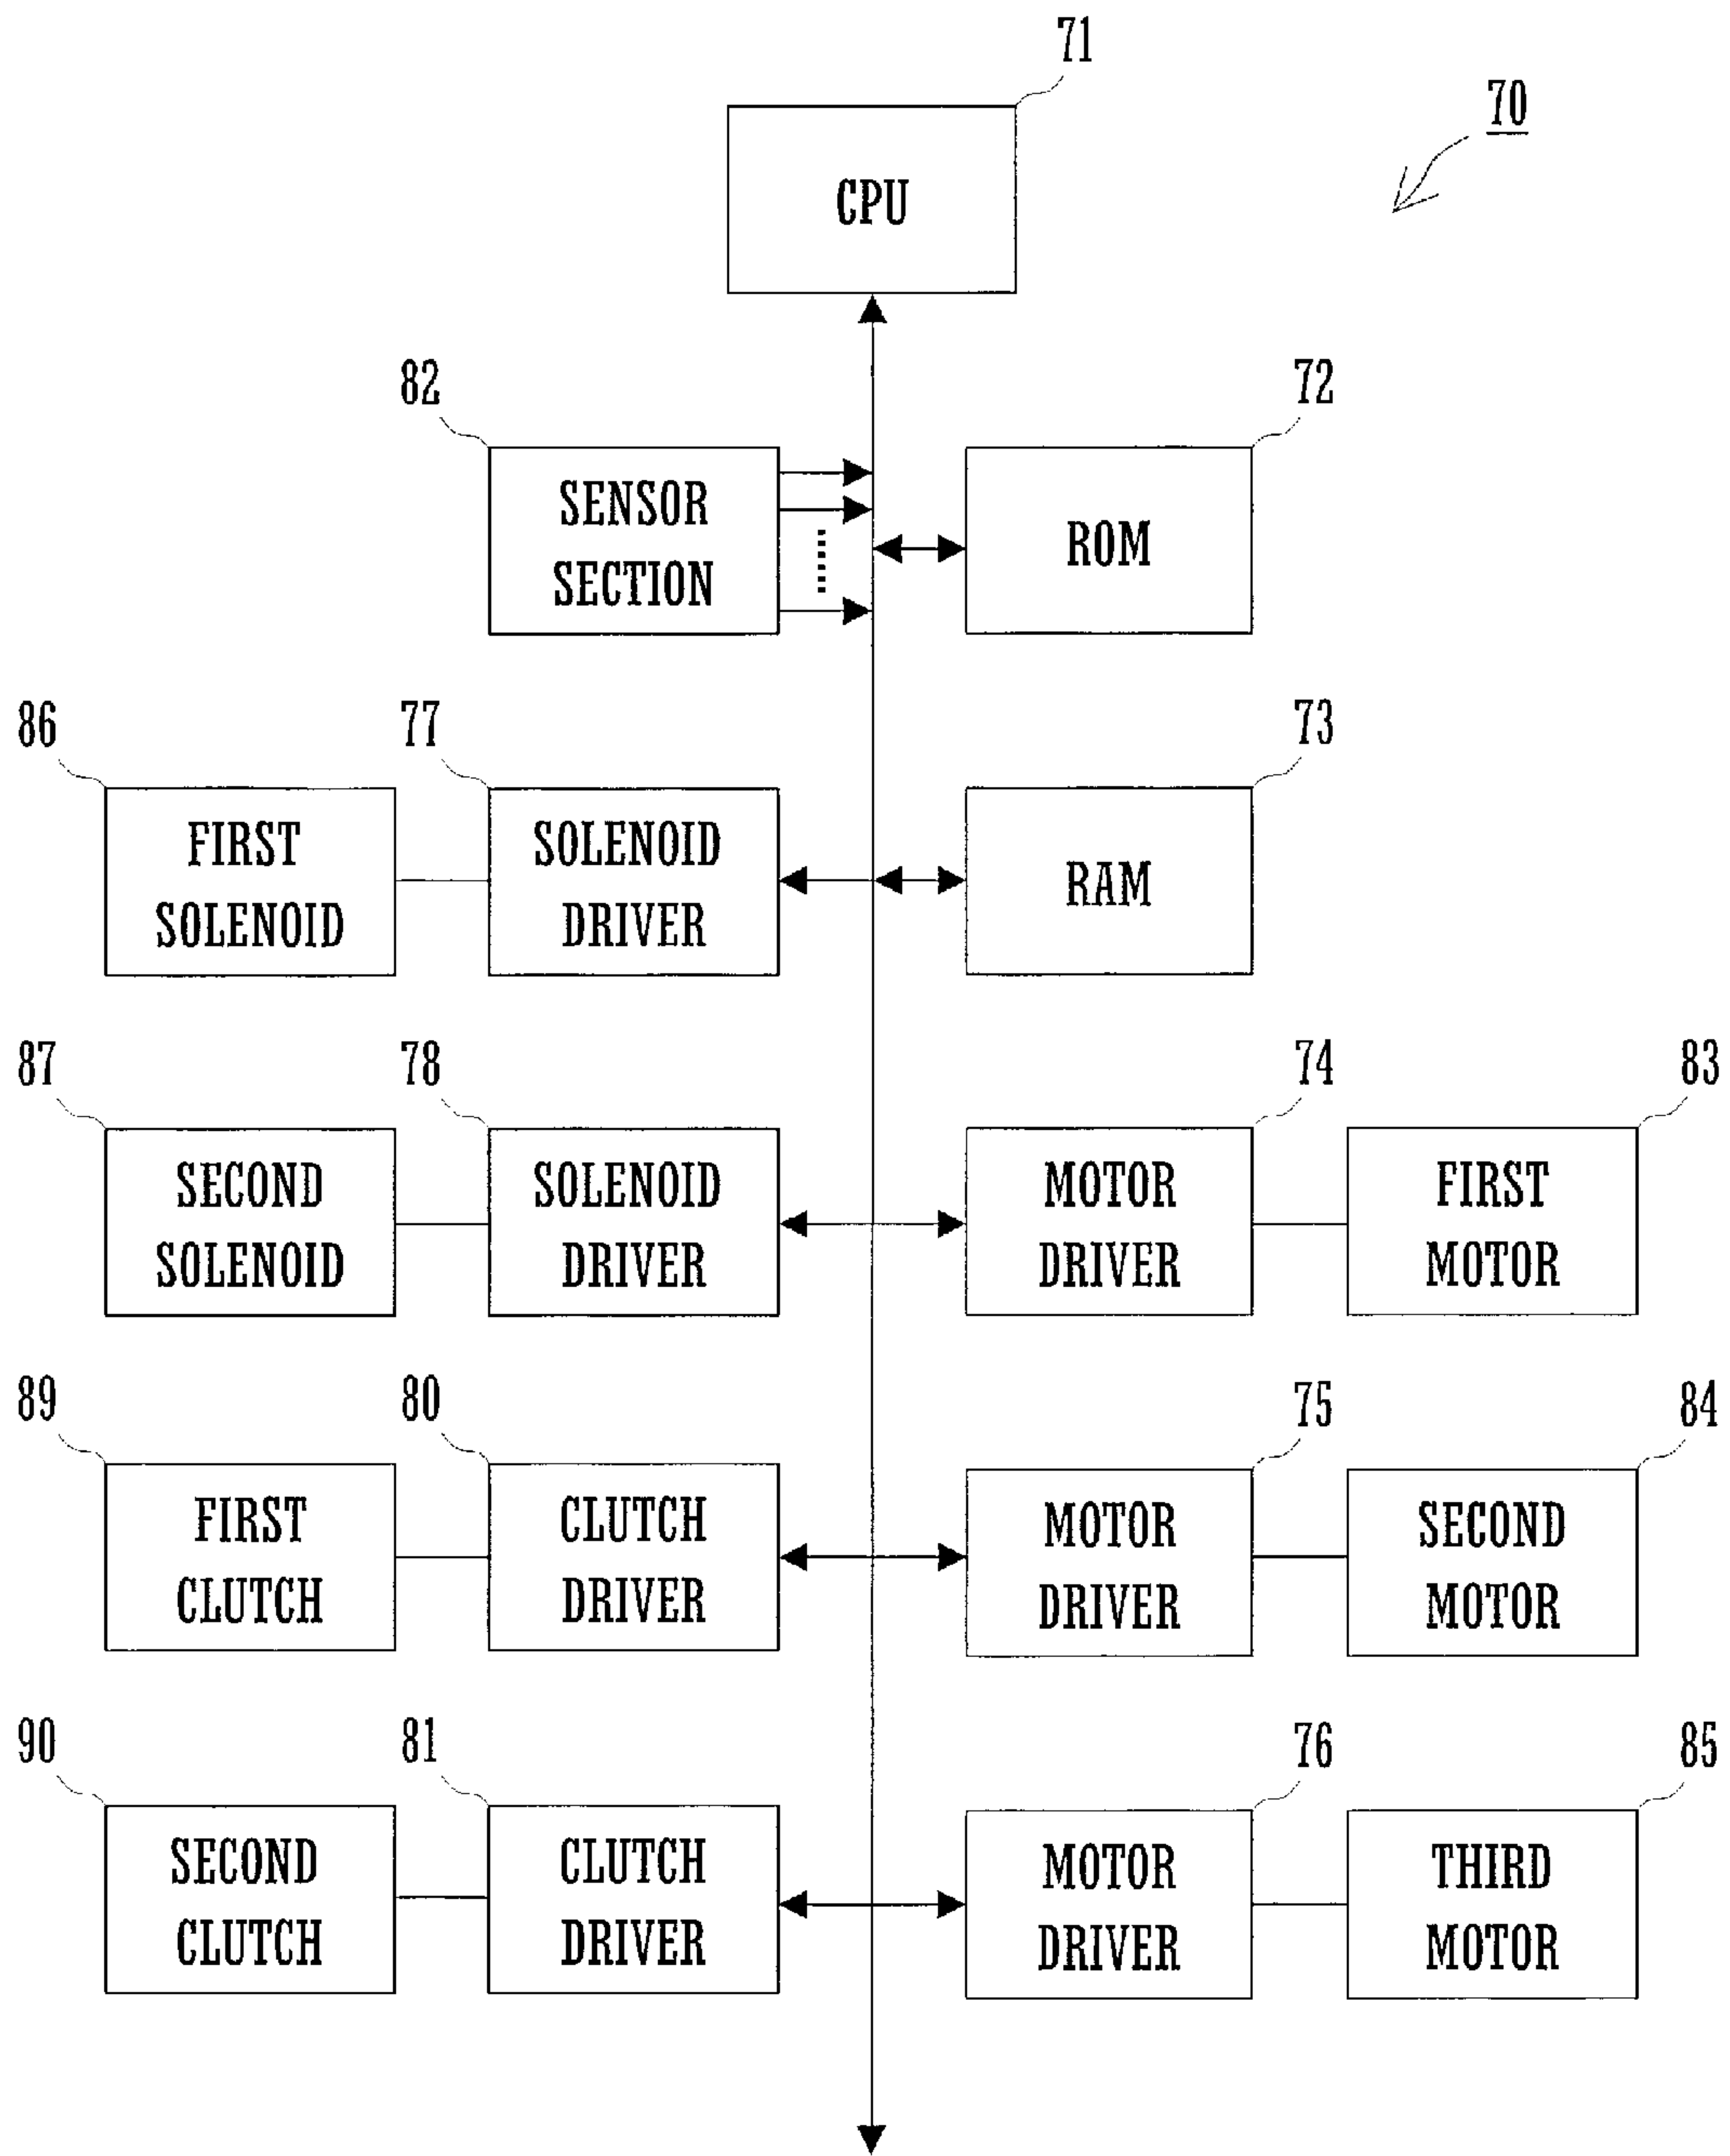 71
70
CPU
82
72
SENSOR
SECTION
ROM
86
77
73
FIRST
SOLENOID
SOLENOID
DRIVER
RAM
87
78
74
83
SECOND
SOLENOID
SOLENOID
DRIVER
MOTOR
DRIVER
FIRST
MOTOR
89
80
75
84
FIRST
CLUTCH
CLUTCH
DRIVER
MOTOR
DRIVER
SECOND
MOTOR
90
81
76
85
SECOND
CLUTCH
CLUTCH
DRIVER
MOTOR
DRIVER
THIRD
MOTOR